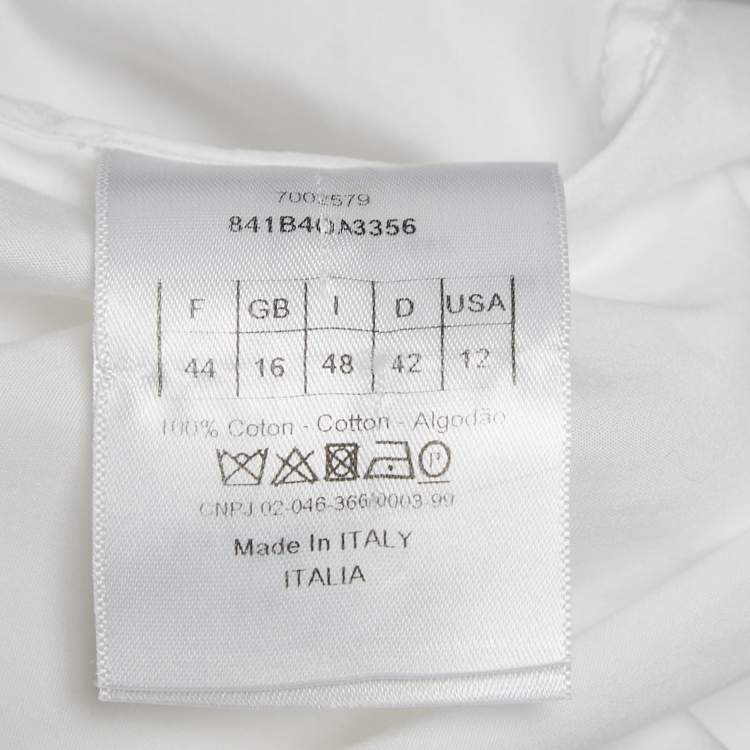 7002579
841B40A3356
F GB I D USA
44 16 48 42 12
100% Coton - Cotton - Algodão
P
CNPJ 02-046-366/0003-99
Made In ITALY
ITALIA